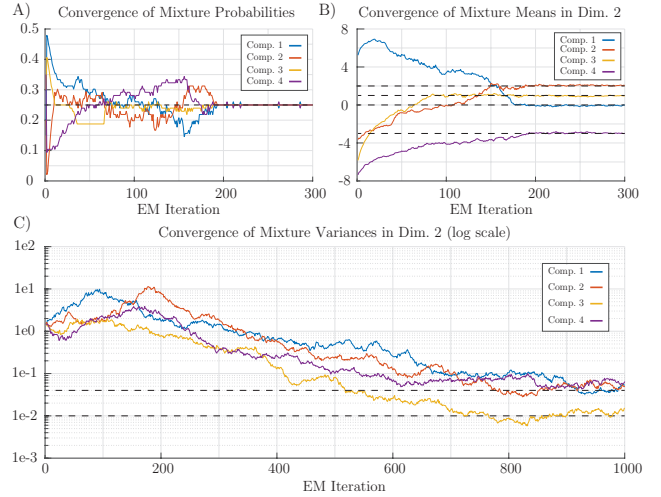 A)
Convergence of Mixture Probabilities
0.5
0.4
0.3
0.2
0.1
0
0
100
200
300
EM Iteration
Comp. 1
Comp. 2
Comp. 3
Comp. 4
B)
Convergence of Mixture Means in Dim. 2
8
4
0
-4
-8
0
100
200
300
EM Iteration
Comp. 1
Comp. 2
Comp. 3
Comp. 4
C)
Convergence of Mixture Variances in Dim. 2 (log scale)
1e2
1e1
1e0
1e-1
1e-2
1e-3
0
200
400
600
800
1000
EM Iteration
Comp. 1
Comp. 2
Comp. 3
Comp. 4